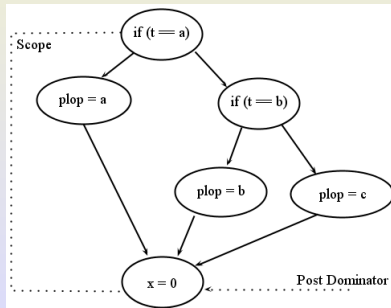 if (t == a)
Scope
plop = a
if (t == b)
plop = b
plop = c
x = 0
Post Dominator